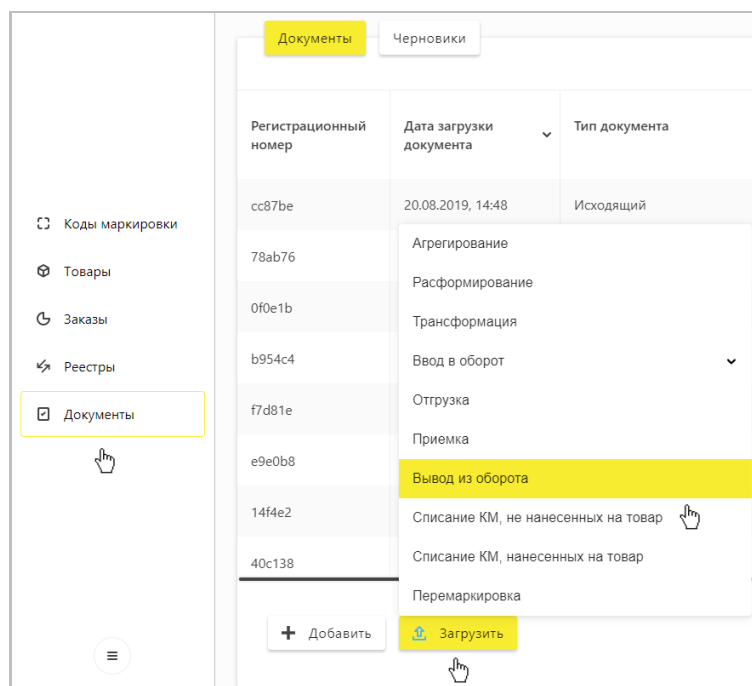 Документы Черновики
Регистрационный номер
Дата загрузки документа
Тип документа
cc87be 20.08.2019, 14:48 Исходящий
78ab76
0f0e1b
b954c4
f7d81e
e9e0b8
14f4e2
40c138
Коды маркировки
Товары
Заказы
Реестры
Документы
Агрегирование
Расформирование
Трансформация
Ввод в оборот
Отгрузка
Приемка
Вывод из оборота
Списание КМ, не нанесенных на товар
Списание КМ, нанесенных на товар
Перемаркировка
Добавить Загрузить